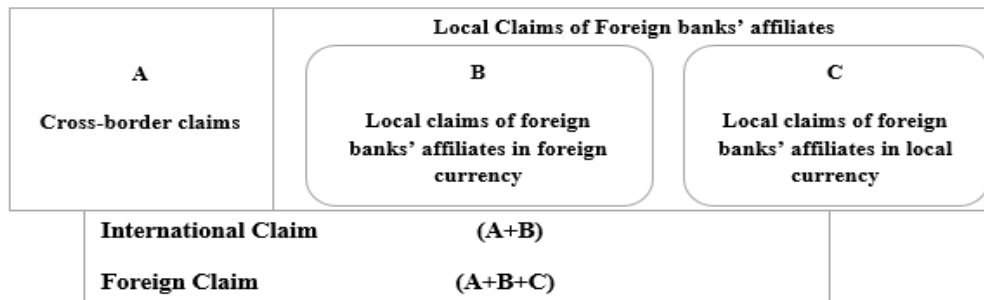 Local Claims of Foreign banks’ affiliates
A
Cross-border claims
B
Local claims of foreign
banks’ affiliates in foreign
currency
C
Local claims of foreign
banks’ affiliates in local
currency
International Claim (A+B)
Foreign Claim (A+B+C)